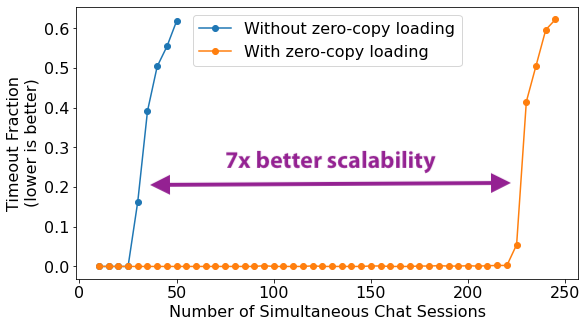 Without zero-copy loading
With zero-copy loading
7x better scalability
Timeout Fraction
(lower is better)
0.6
0.5
0.4
0.3
0.2
0.1
0.0
0
50
100
150
200
250
Number of Simultaneous Chat Sessions